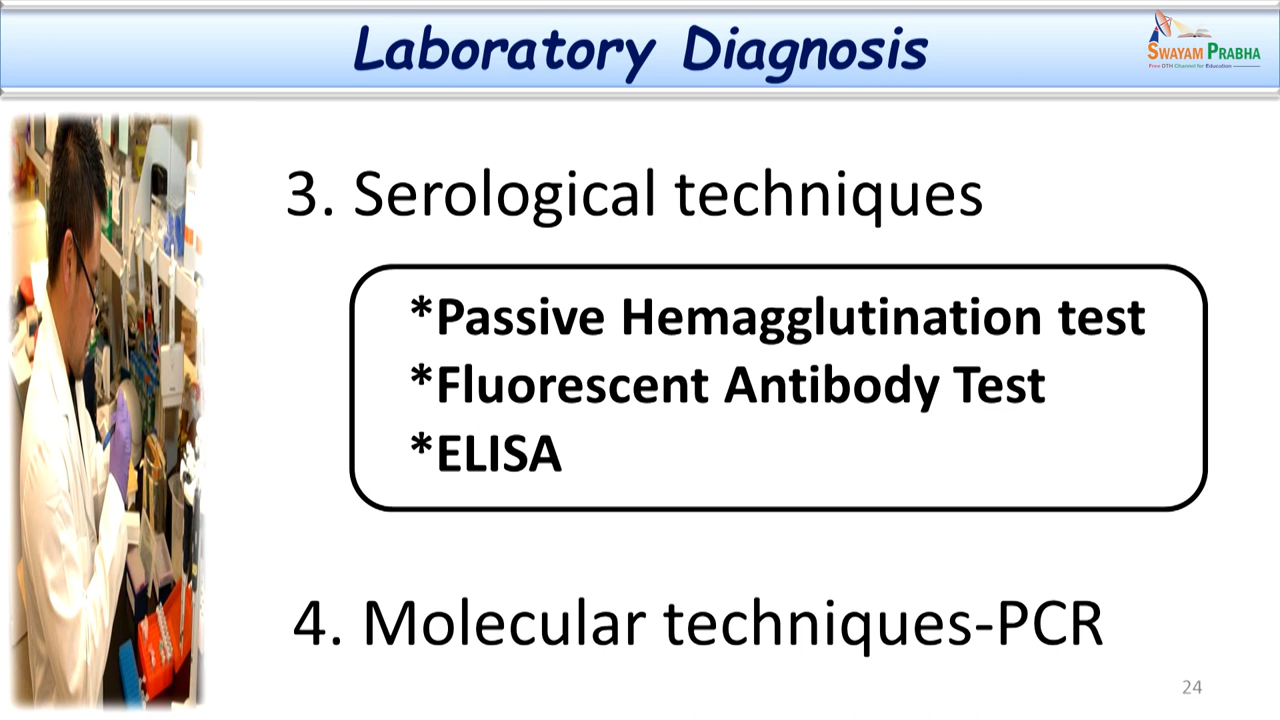 Laboratory Diagnosis
SWAYAM PRABHA
Free DTH Channel for Education
3. Serological techniques
*Passive Hemagglutination test
*Fluorescent Antibody Test
*ELISA
4. Molecular techniques-PCR
24